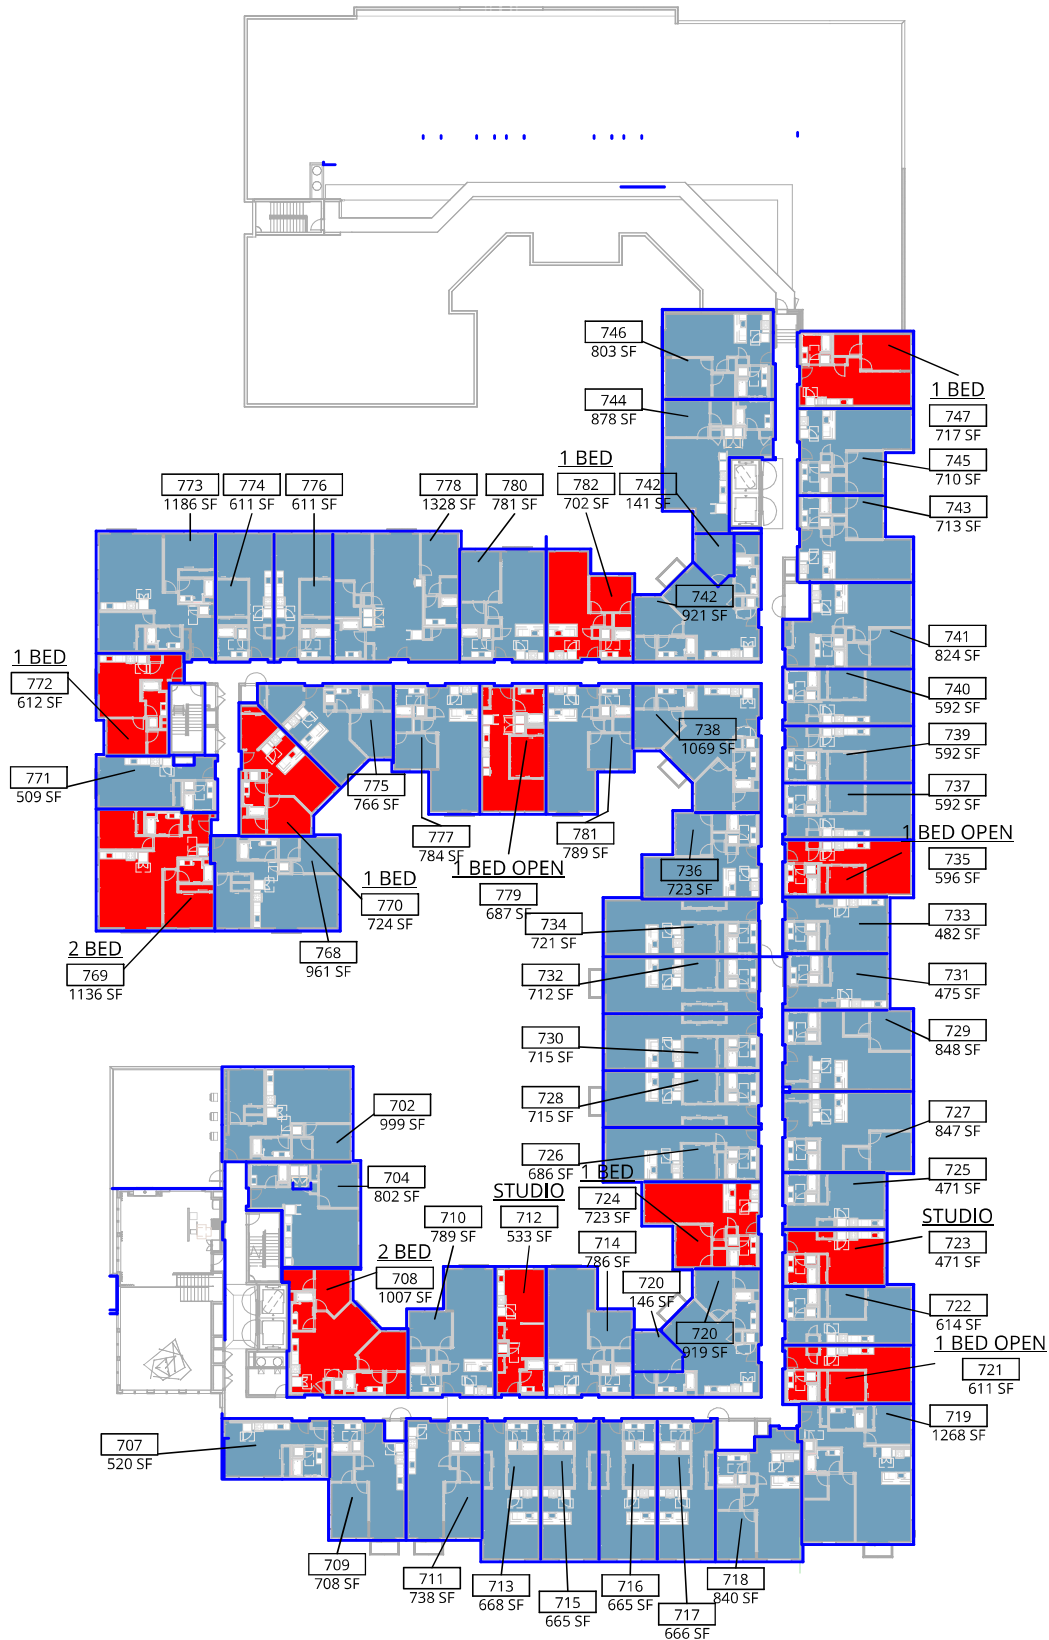 746
803 SF
744
878 SF
1 BED
747
717 SF
745
710 SF
743
713 SF
773
1186 SF
774
611 SF
776
611 SF
778
1328 SF
780
781 SF
1 BED
782
702 SF
742
141 SF
742
921 SF
741
824 SF
740
592 SF
739
592 SF
737
592 SF
1 BED OPEN
735
596 SF
1 BED
772
612 SF
771
509 SF
775
766 SF
777
784 SF
1 BED OPEN
779
687 SF
781
789 SF
738
1069 SF
736
723 SF
1 BED
770
724 SF
768
961 SF
2 BED
769
1136 SF
734
721 SF
732
712 SF
730
715 SF
728
715 SF
726
686 SF
1 BED
724
723 SF
733
482 SF
731
475 SF
729
848 SF
727
847 SF
725
471 SF
STUDIO
723
471 SF
722
614 SF
1 BED OPEN
721
611 SF
719
1268 SF
702
999 SF
704
802 SF
2 BED
708
1007 SF
710
789 SF
STUDIO
712
533 SF
714
786 SF
720
146 SF
720
919 SF
707
520 SF
709
708 SF
711
738 SF
713
668 SF
715
665 SF
716
665 SF
717
666 SF
718
840 SF